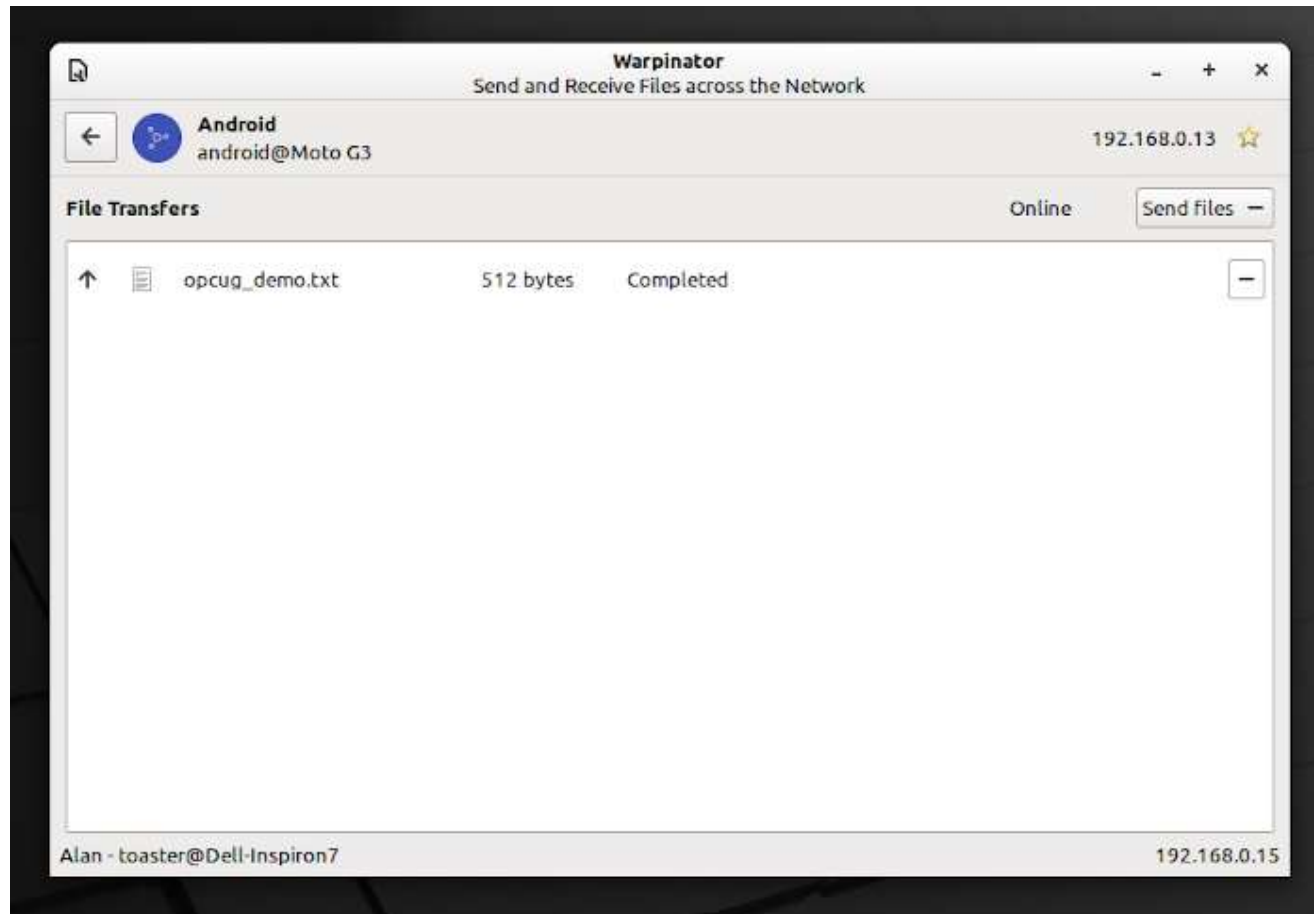 Warpinator
Send and Receive Files across the Network
Android
android@Moto G3
192.168.0.13
File Transfers
Online
Send files
opcug_demo.txt
512 bytes
Completed
Alan - toaster@Dell-Inspiron7
192.168.0.15